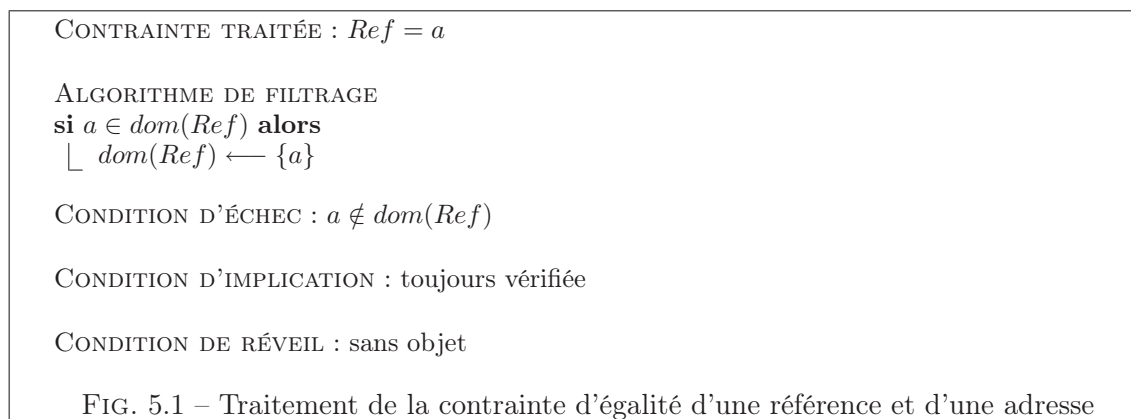 CONTRAINTE TRAITÉE : Ref = a
ALGORITHME DE FILTRAGE
si a ∈ dom(Ref) alors
dom(Ref) ⟵ {a}
CONDITION D'ÉCHEC : a ∉ dom(Ref)
CONDITION D'IMPLICATION : toujours vérifiée
CONDITION DE RÉVEIL : sans objet
FIG. 5.1 – Traitement de la contrainte d'égalité d'une référence et d'une adresse